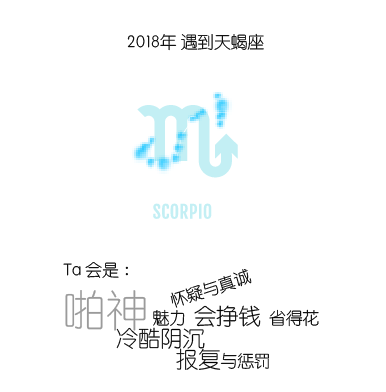 2018年 遇到天蝎座
SCORPIO
Ta 会是：
怀疑与真诚
啪神 魅力 会挣钱 省得花
冷酷阴沉
报复与惩罚